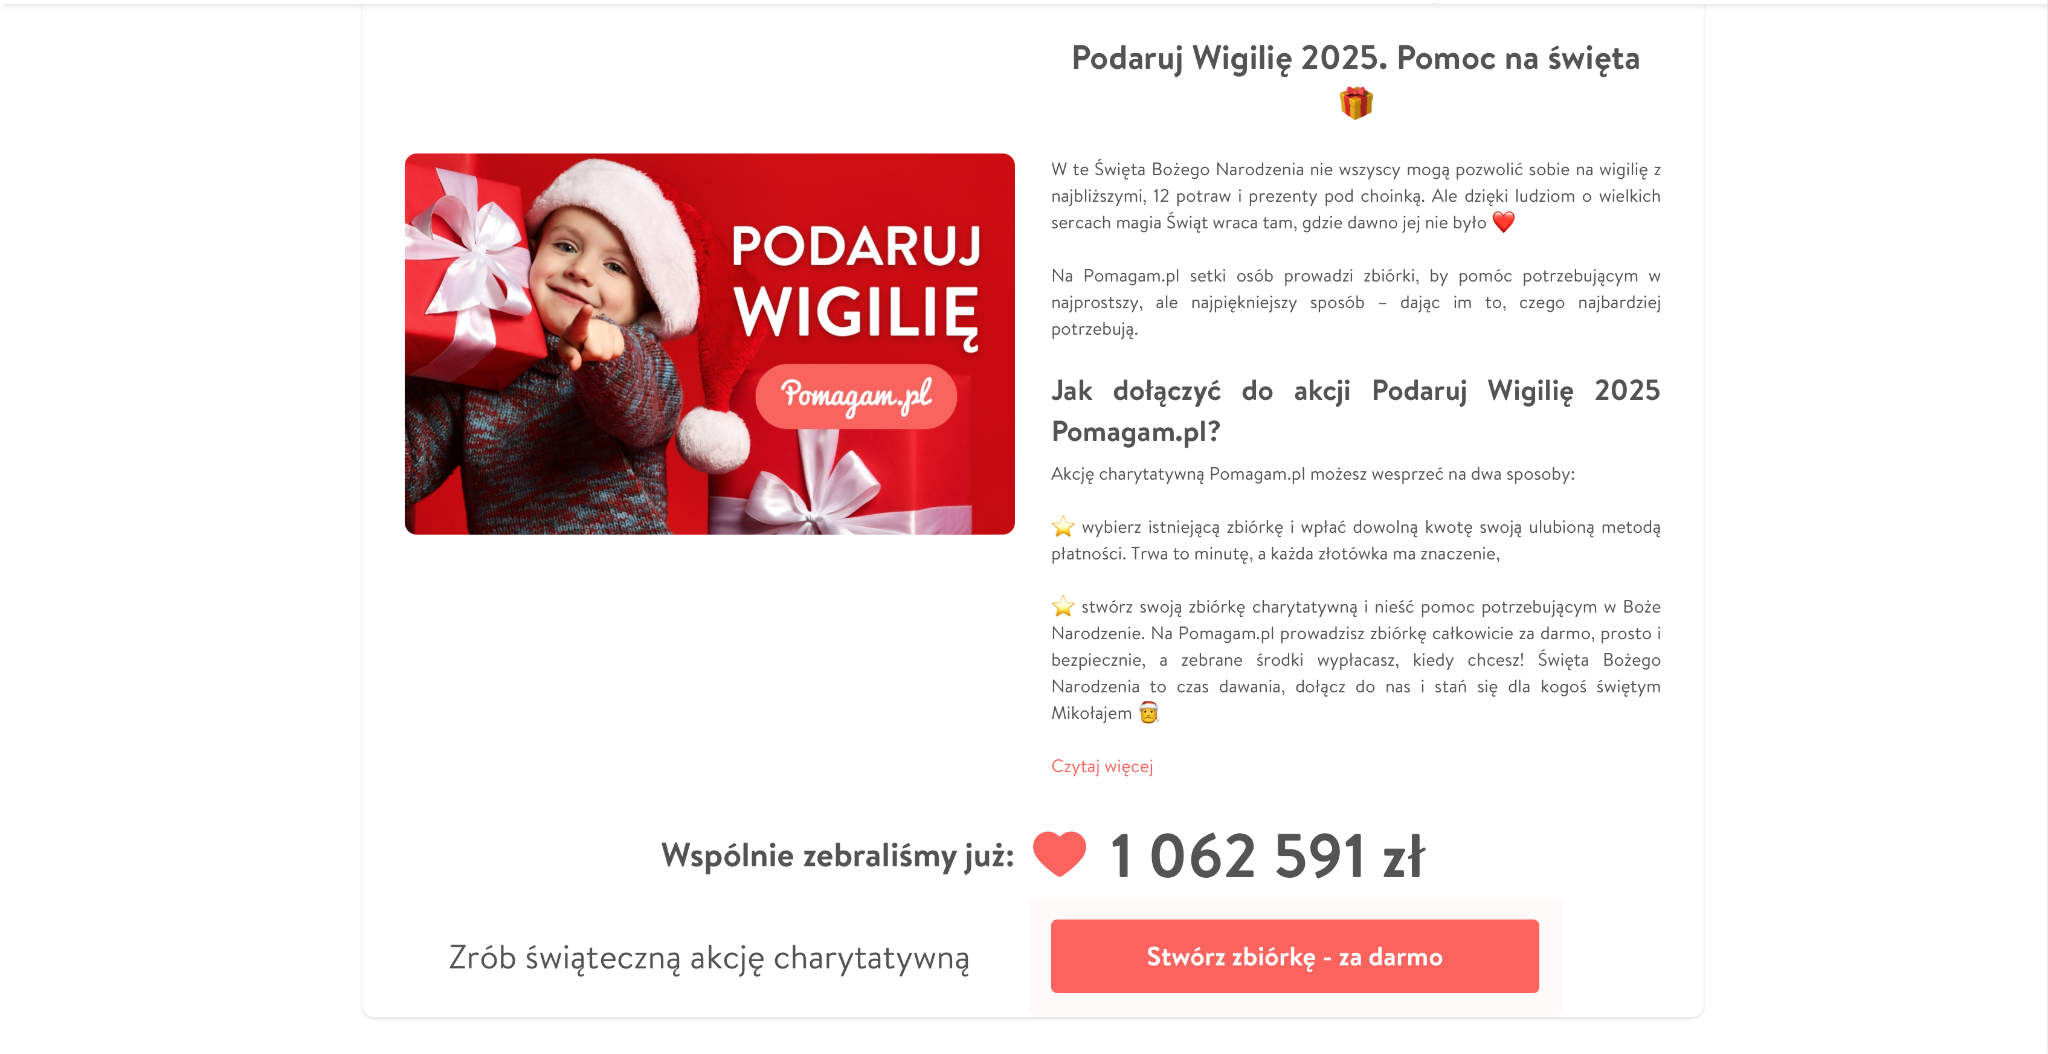 Podaruj Wigilię 2025. Pomoc na święta
🎁
PODARUJ
WIGILIĘ
Pomagam.pl
W te Święta Bożego Narodzenia nie wszyscy mogą pozwolić sobie na wigilię z
najbliższymi, 12 potraw i prezenty pod choinką. Ale dzięki ludziom o wielkich
sercach magia Świąt wraca tam, gdzie dawno jej nie było ❤️
Na Pomagam.pl setki osób prowadzi zbiórki, by pomóc potrzebującym w
najprostszy, ale najpiękniejszy sposób – dając im to, czego najbardziej
potrzebują.
Jak dołączyć do akcji Podaruj Wigilię 2025
Pomagam.pl?
Akcję charytatywną Pomagam.pl możesz wesprzeć na dwa sposoby:
⭐ wybierz istniejącą zbiórkę i wpłać dowolną kwotę swoją ulubioną metodą
płatności. Trwa to minutę, a każda złotówka ma znaczenie,
⭐ stwórz swoją zbiórkę charytatywną i nieść pomoc potrzebującym w Boże
Narodzenie. Na Pomagam.pl prowadzisz zbiórkę całkowicie za darmo, prosto i
bezpiecznie, a zebrane środki wypłacasz, kiedy chcesz! Święta Bożego
Narodzenia to czas dawania, dołącz do nas i stań się dla kogoś świętym
Mikołajem 🎅
Czytaj więcej
Wspólnie zebraliśmy już: 1 062 591 zł
Zrób świąteczną akcję charytatywną
Stwórz zbiórkę - za darmo